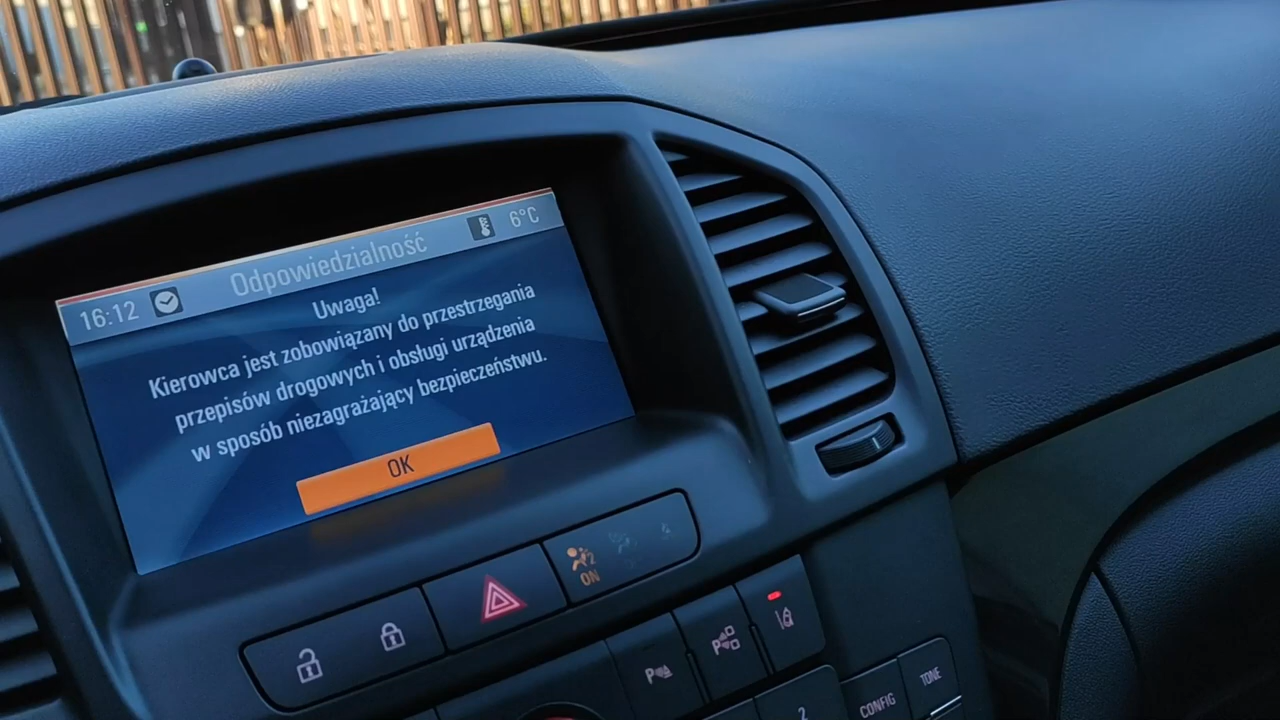 16:12 Odpowiedzialność 6°C
Uwaga!
Kierowca jest zobowiązany do przestrzegania
przepisów drogowych i obsługi urządzenia
w sposób niezagrażający bezpieczeństwu.
OK
2
ON
P
P
2
CONFIG
TONE